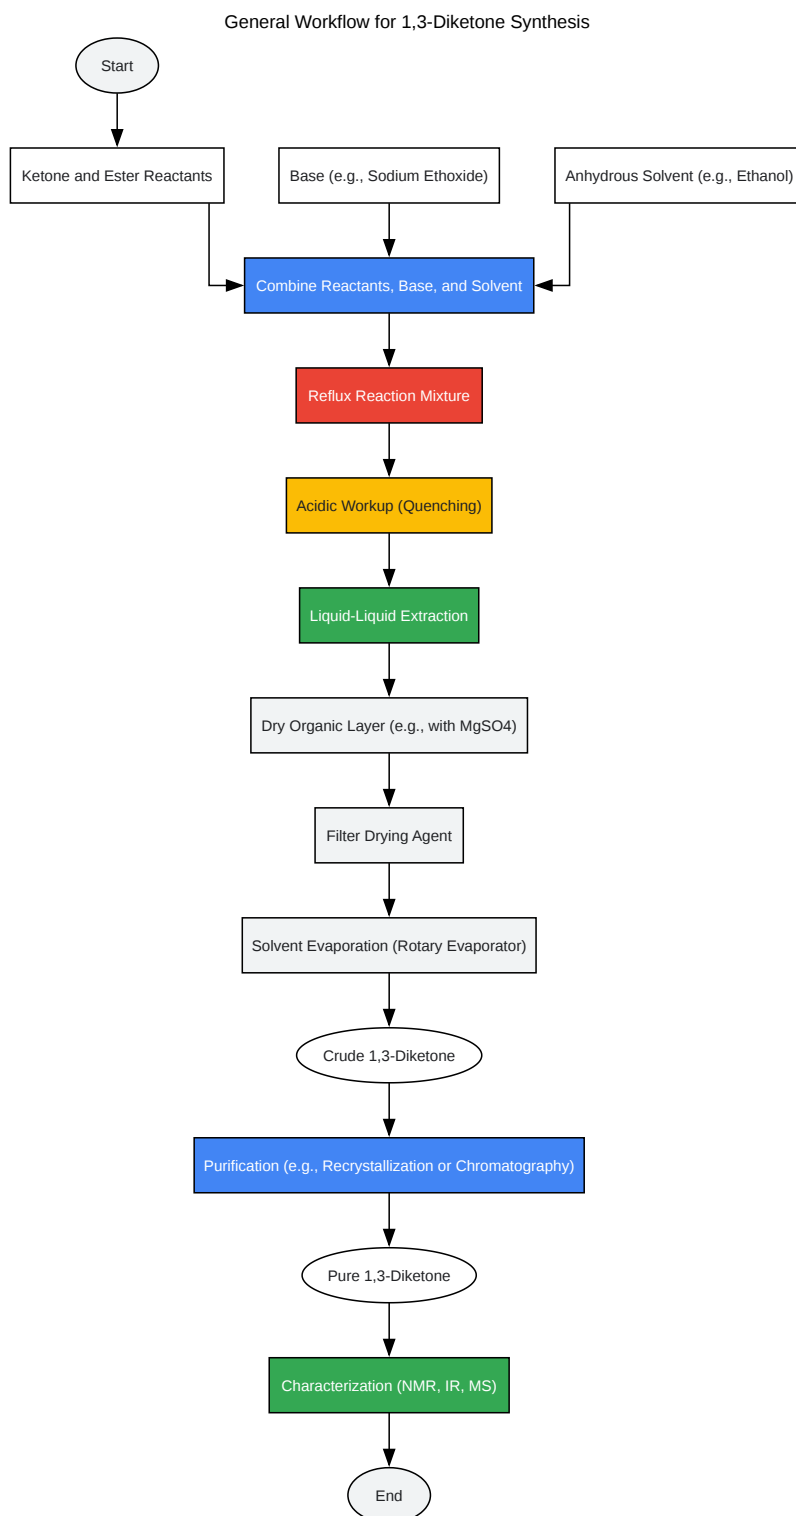 General Workflow for 1,3-Diketone Synthesis
Start
Ketone and Ester Reactants
Base (e.g., Sodium Ethoxide)
Anhydrous Solvent (e.g., Ethanol)
Combine Reactants, Base, and Solvent
Reflux Reaction Mixture
Acidic Workup (Quenching)
Liquid-Liquid Extraction
Dry Organic Layer (e.g., with MgSO4)
Filter Drying Agent
Solvent Evaporation (Rotary Evaporator)
Crude 1,3-Diketone
Purification (e.g., Recrystallization or Chromatography)
Pure 1,3-Diketone
Characterization (NMR, IR, MS)
End